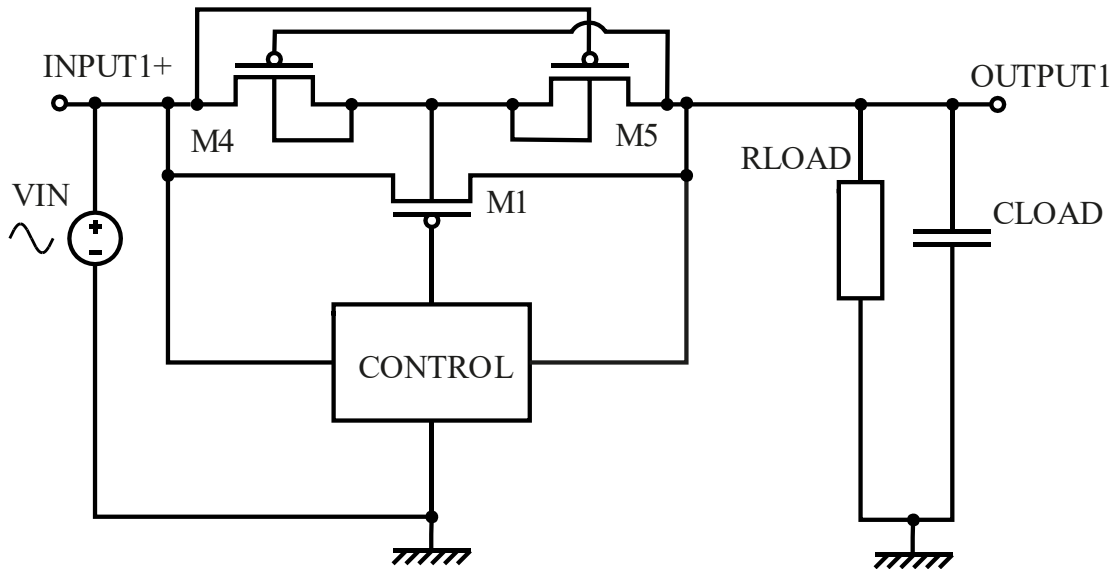 INPUT1+
OUTPUT1
M4
M5
RLOAD
VIN
M1
CLOAD
CONTROL